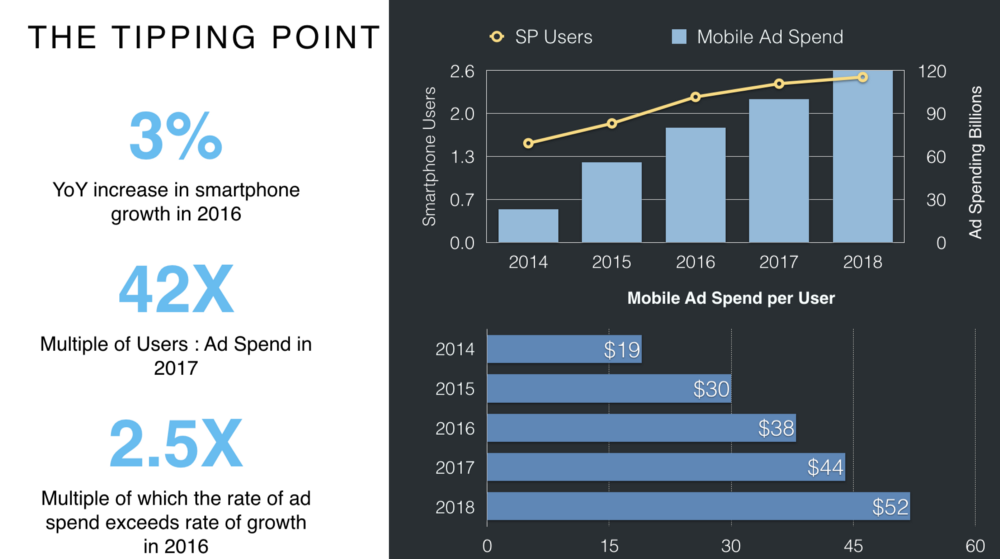 THE TIPPING POINT
3%
YoY increase in smartphone
growth in 2016
42X
Multiple of Users : Ad Spend in
2017
2.5X
Multiple of which the rate of ad
spend exceeds rate of growth
in 2016
SP Users
Mobile Ad Spend
Smartphone Users
2.6
2.0
1.3
0.7
0.0
120
90
60
30
0
Ad Spending Billions
2014 2015 2016 2017 2018
Mobile Ad Spend per User
2014 $19
2015 $30
2016 $38
2017 $44
2018 $52
0 15 30 45 60